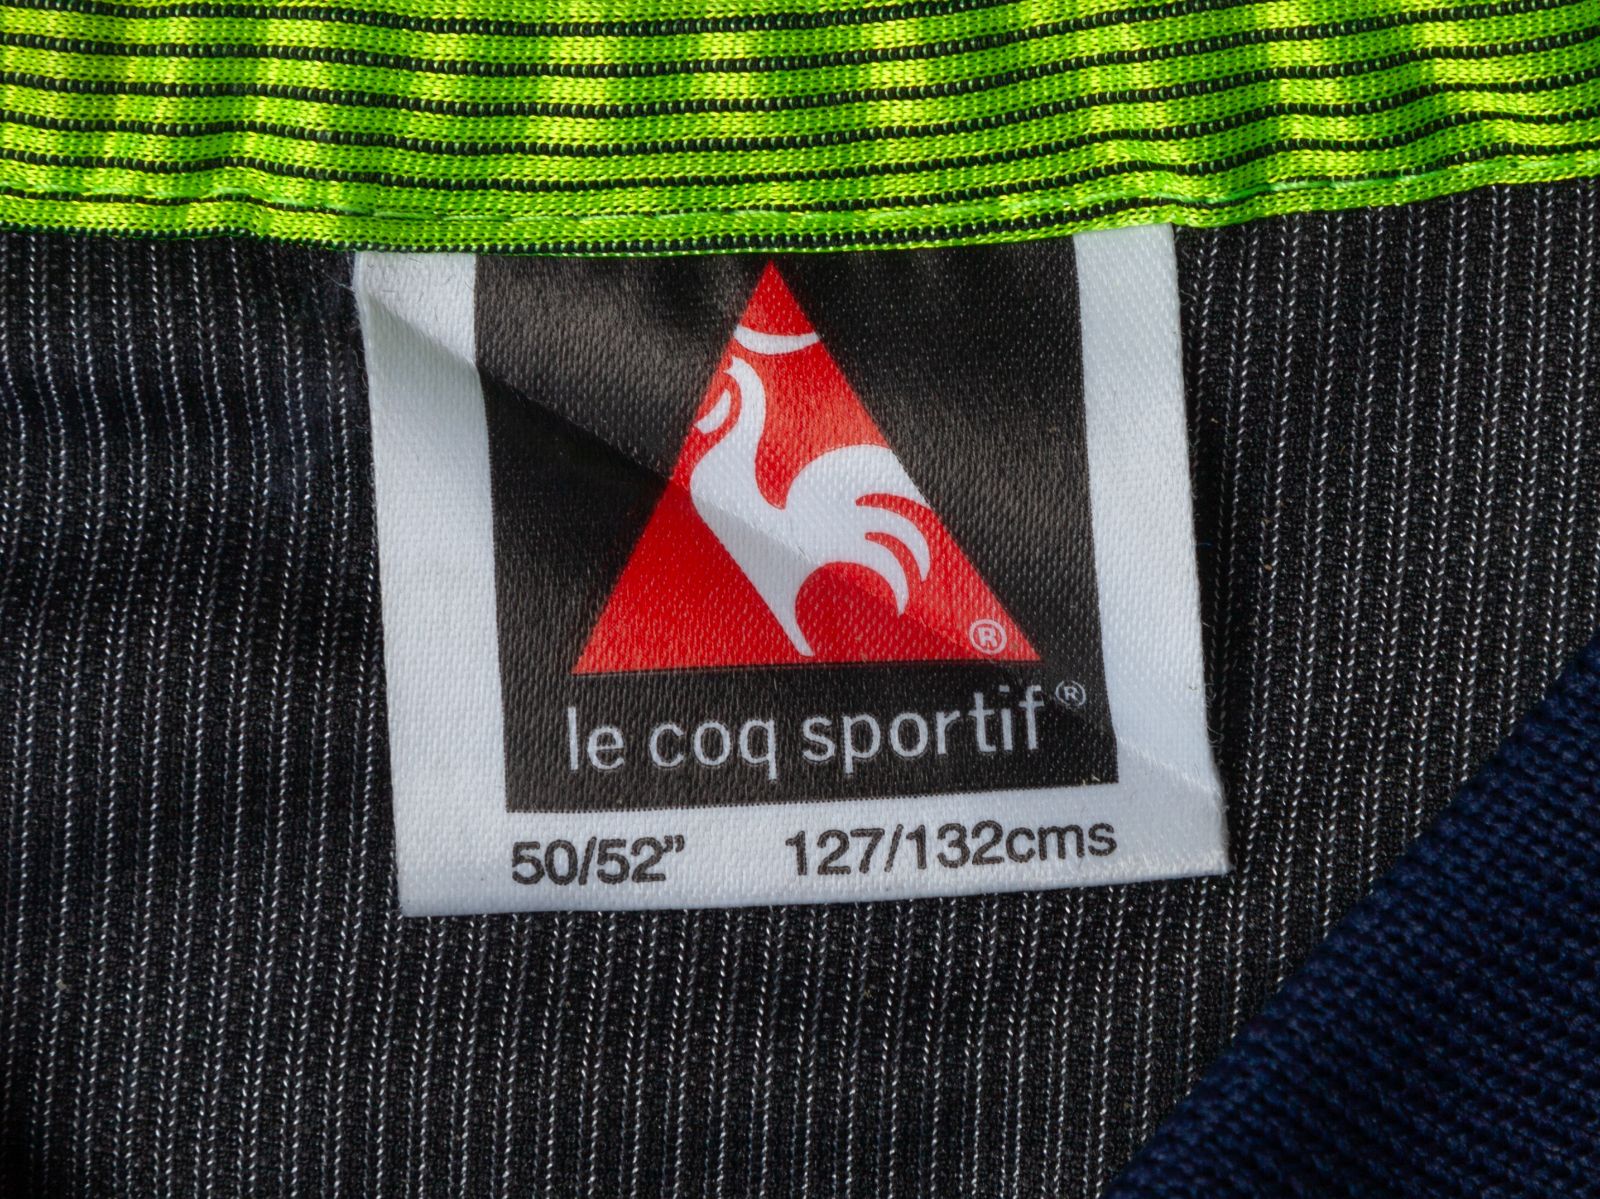 ®
le coq sportif®
50/52” 127/132cms